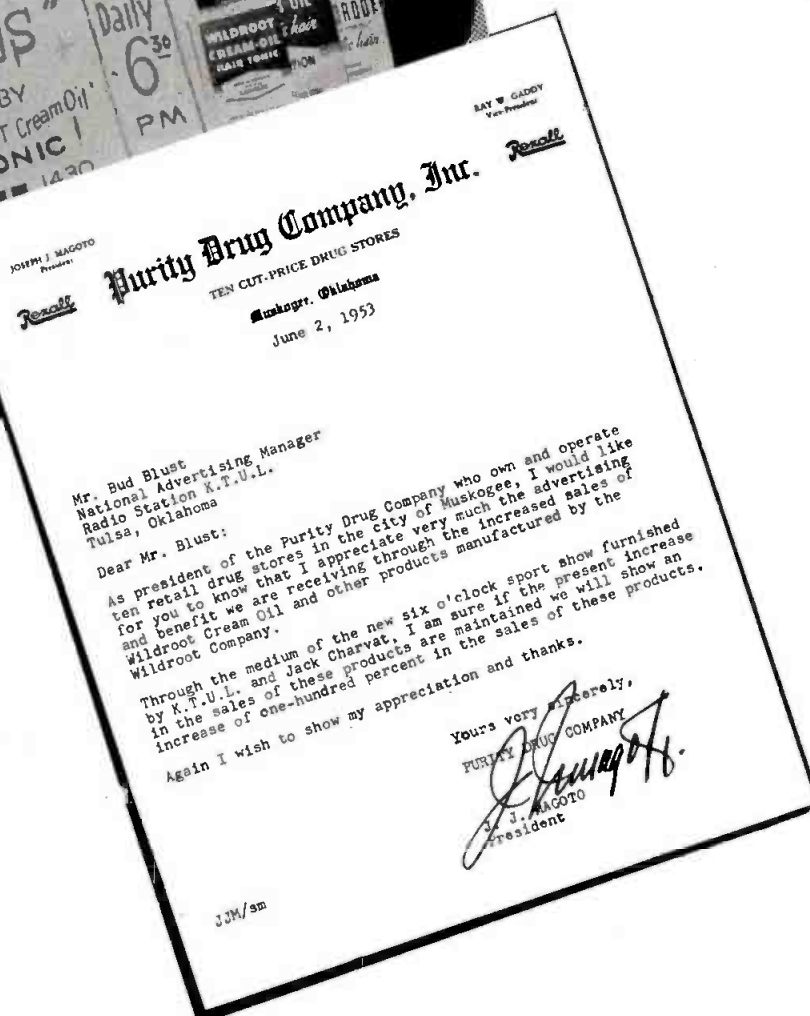 Daily
6 30
PM
BY
T Cream Oil'
ONIC!
1430
WILDROOT
CREAM-OIL
HAIR TONIC
hair
RAY W. GADDY
Vice-President
Rexall
Purity Drug Company, Inc.
JOSEPH J. MAGOTO
President
Rexall
TEN CUT-PRICE DRUG STORES
Muskogee, Oklahoma
June 2, 1953
Mr. Bud Blust
National Advertising Manager
Radio Station K.T.U.L.
Tulsa, Oklahoma
Dear Mr. Blust:
As president of the Purity Drug Company who own and operate
ten retail drug stores in the City of Muskogee, I would like
for you to know that I appreciate very much the advertising
and benefit we are receiving through the increased sales of
Wildroot Cream Oil and other products manufactured by the
Wildroot Company.
Through the medium of the new six o'clock sport show furnished
by K.T.U.L. and Jack Charvat, I am sure if the present increase
in the sales of these products are maintained we will show an
increase of one-hundred percent in the sales of these products.
Again I wish to show my appreciation and thanks.
Yours very sincerely,
PURITY DRUG COMPANY
J. J. Magoto
J. J. MAGOTO
President
JJM/sm